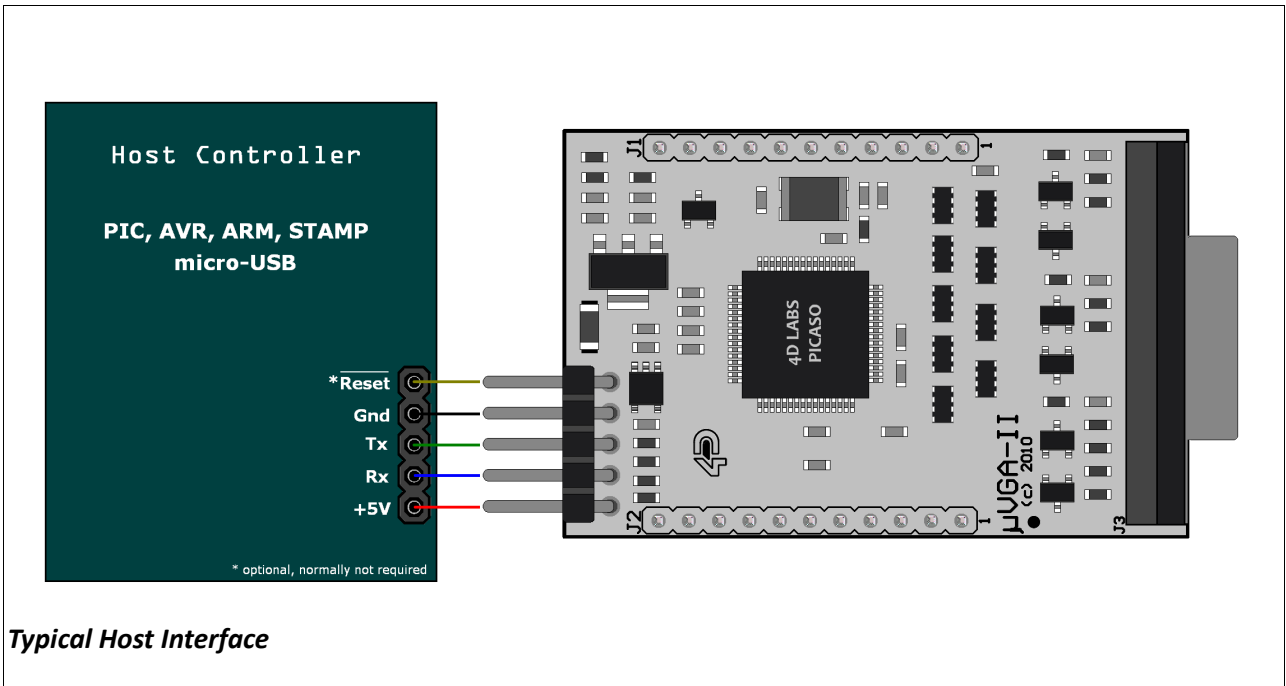 Host Controller
PIC, AVR, ARM, STAMP
micro-USB
*Reset
Gnd
Tx
Rx
+5V
* optional, normally not required
J1
1
4D LABS
PICASO
4D
J2
1
µVGA-II
(c) 2010
J3
Typical Host Interface